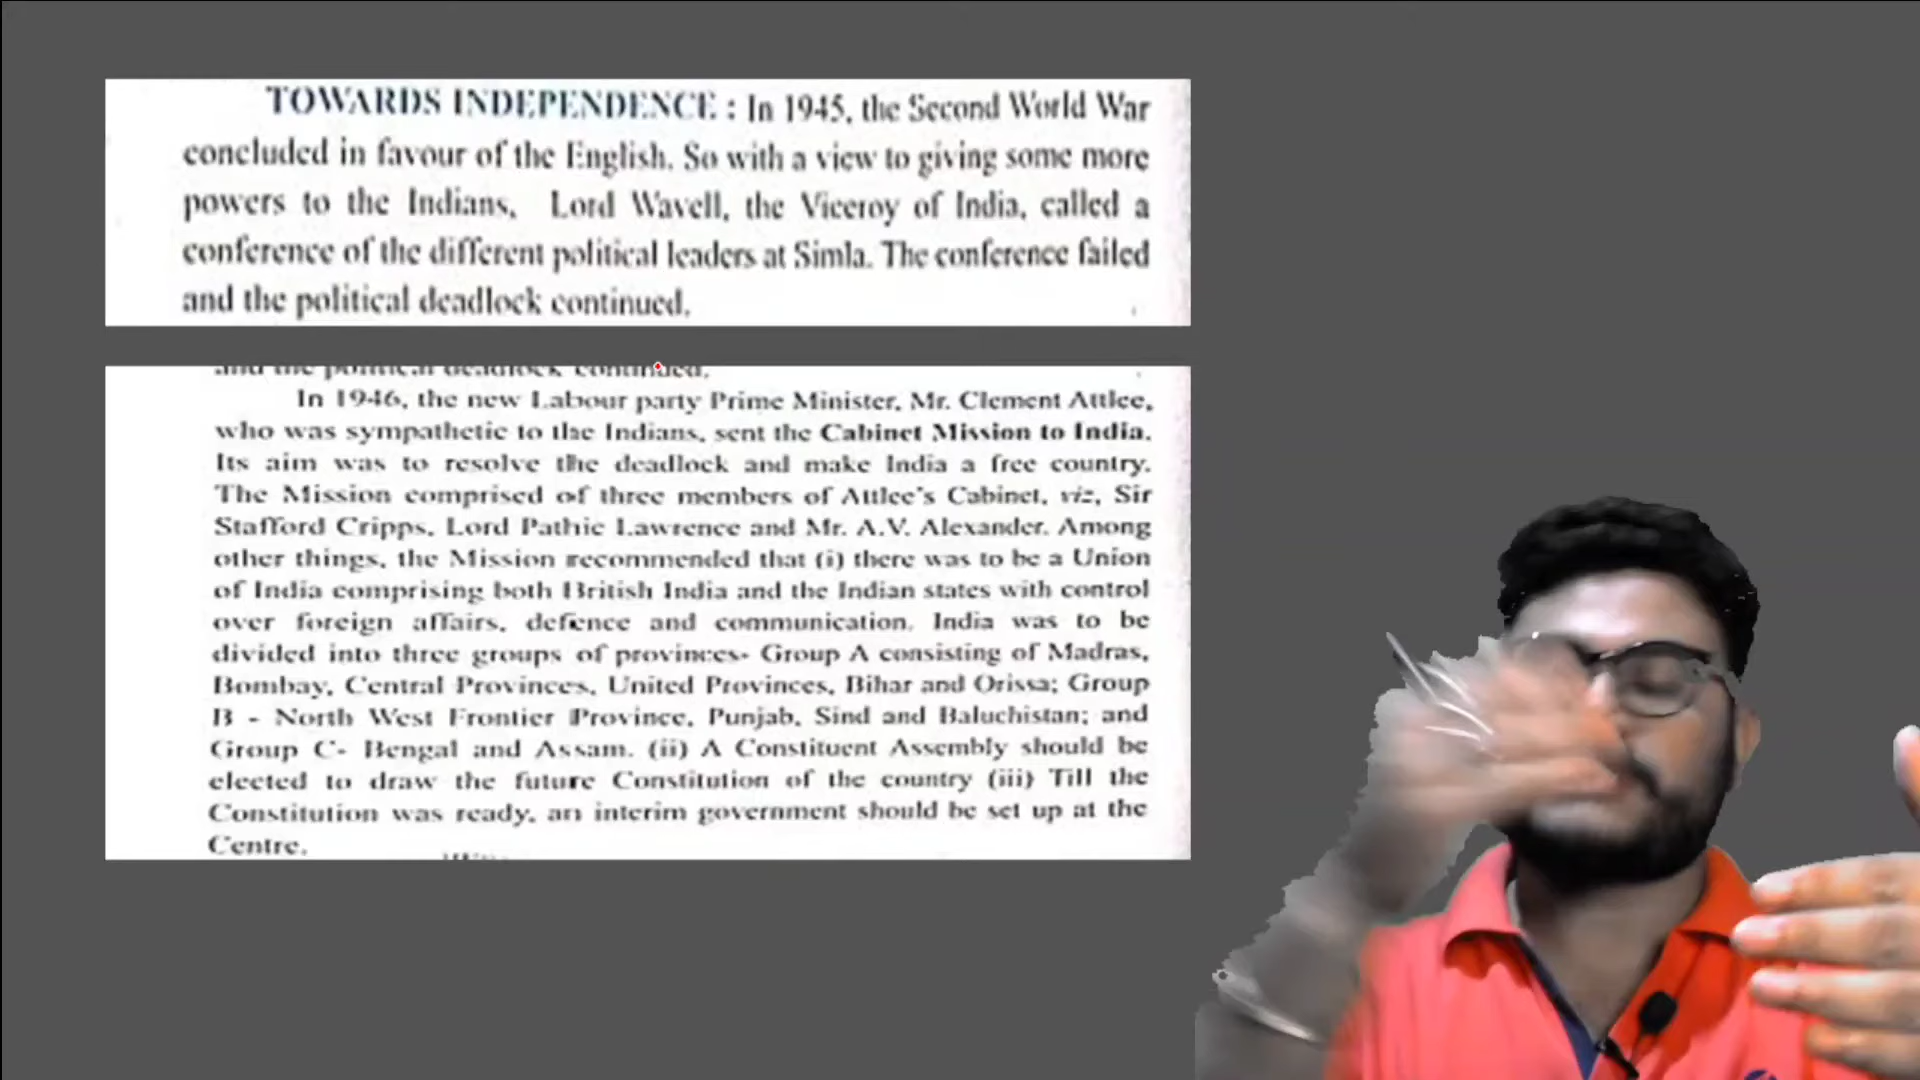 TOWARDS INDEPENDENCE : In 1945, the Second World War
concluded in favour of the English. So with a view to giving some more
powers to the Indians, Lord Wavell, the Viceroy of India, called a
conference of the different political leaders at Simla. The conference failed
and the political deadlock continued.
and the political deadlock continued.
In 1946, the new Labour party Prime Minister, Mr. Clement Attlee,
who was sympathetic to the Indians, sent the Cabinet Mission to India.
Its aim was to resolve the deadlock and make India a free country.
The Mission comprised of three members of Attlee's Cabinet, viz, Sir
Stafford Cripps, Lord Pathic Lawrence and Mr. A.V. Alexander. Among
other things, the Mission recommended that (i) there was to be a Union
of India comprising both British India and the Indian states with control
over foreign affairs, defence and communication. India was to be
divided into three groups of provinces- Group A consisting of Madras,
Bombay, Central Provinces, United Provinces, Bihar and Orissa; Group
B - North West Frontier Province, Punjab, Sind and Baluchistan; and
Group C- Bengal and Assam. (ii) A Constituent Assembly should be
elected to draw the future Constitution of the country (iii) Till the
Constitution was ready, an interim government should be set up at the
Centre.